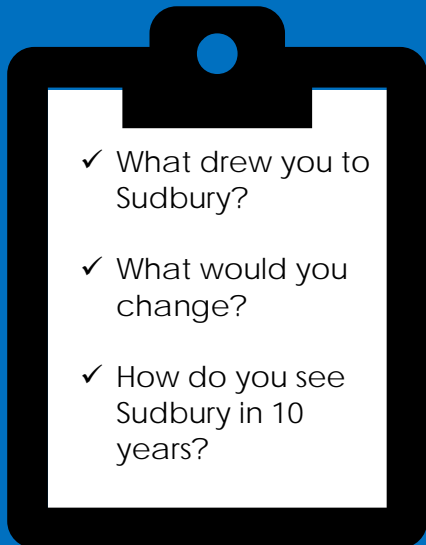 ✓ What drew you to
Sudbury?
✓ What would you
change?
✓ How do you see
Sudbury in 10
years?